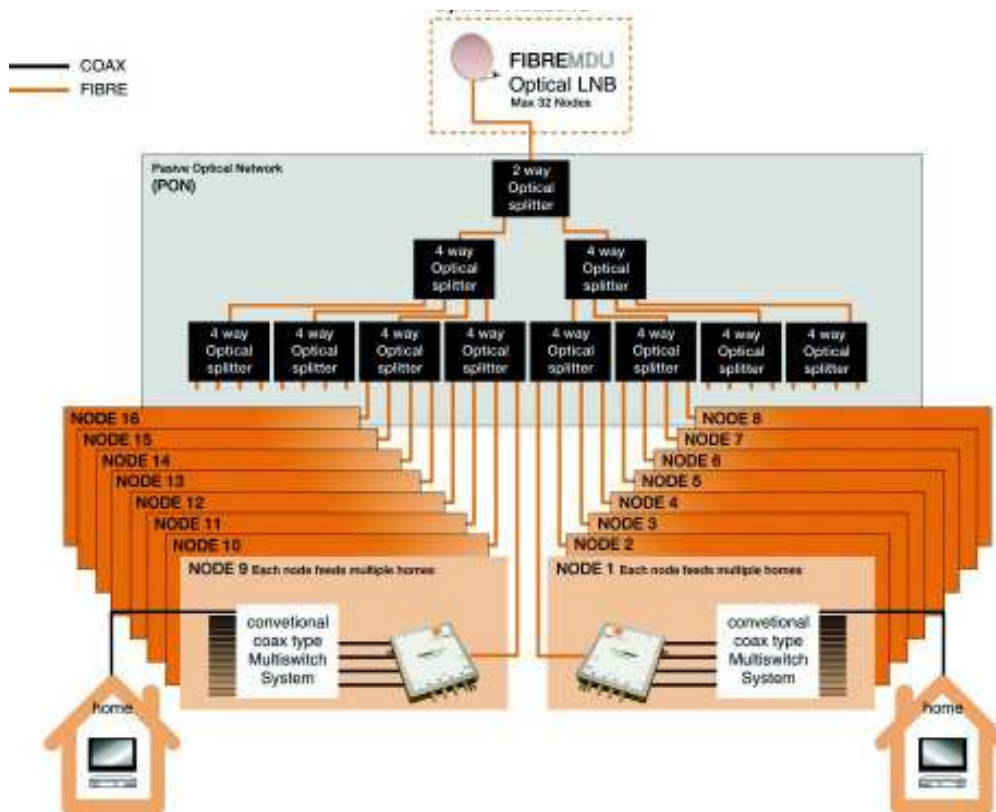 COAX
FIBRE
FIBREMDU
Optical LNB
Max 32 Nodes
Pasive Optical Network
(PON)
2 way
Optical
splitter
4 way
Optical
splitter
4 way
Optical
splitter
4 way
Optical
splitter
4 way
Optical
splitter
4 way
Optical
splitter
4 way
Optical
splitter
4 way
Optical
splitter
4 way
Optical
splitter
4 way
Optical
splitter
4 way
Optical
splitter
NODE 16
NODE 15
NODE 14
NODE 13
NODE 12
NODE 11
NODE 10
NODE 9 Each node feeds multiple homes
NODE 8
NODE 7
NODE 6
NODE 5
NODE 4
NODE 3
NODE 2
NODE 1 Each node feeds multiple homes
convetional
coax type
Multiswitch
System
convetional
coax type
Multiswitch
System
home
home